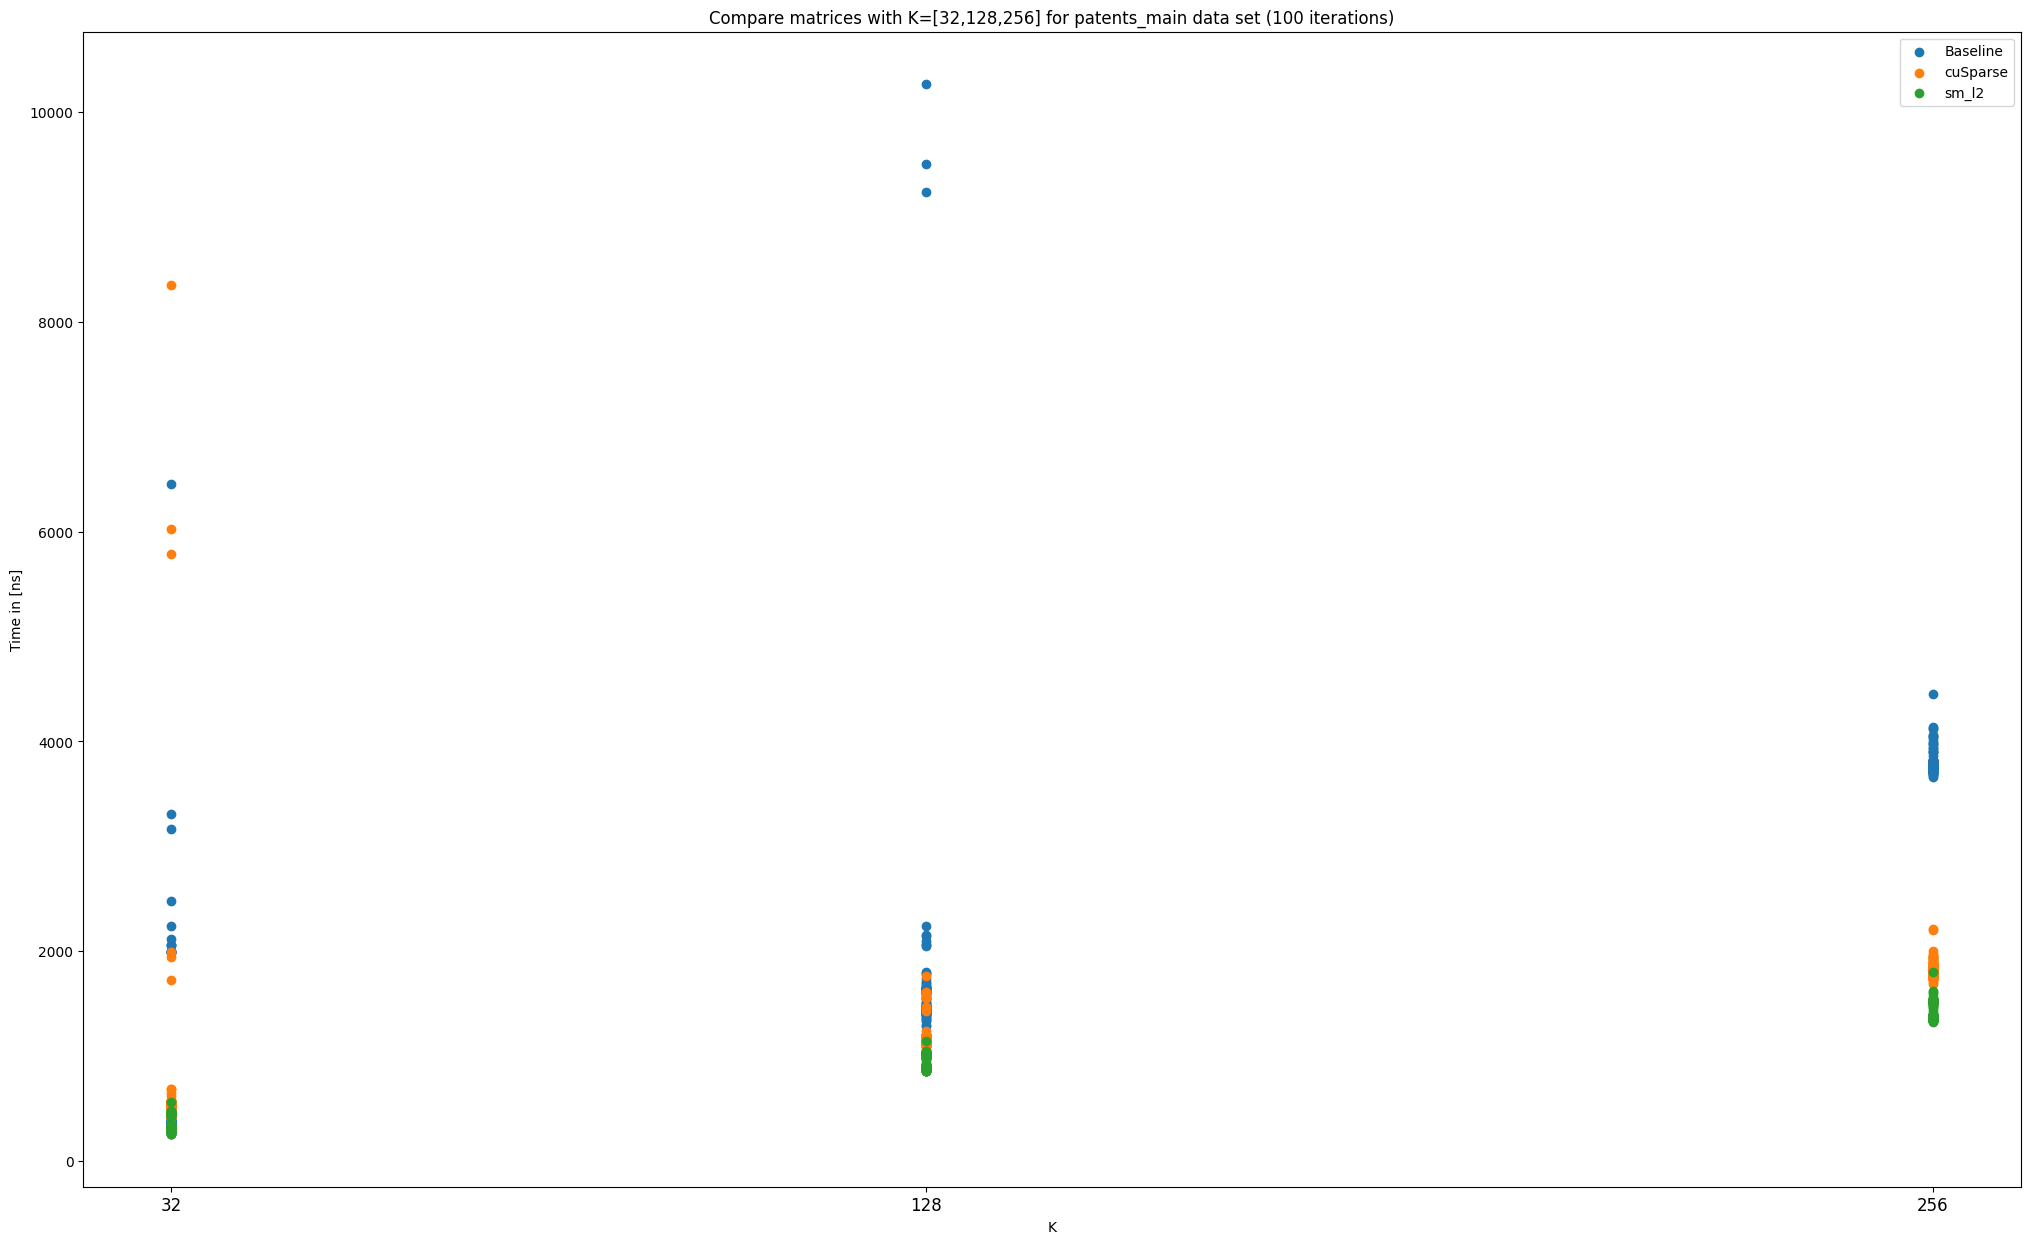 Compare matrices with K=[32,128,256] for patents_main data set (100 iterations)
Baseline
cuSparse
sm_l2
10000
8000
6000
4000
2000
0
Time in [ns]
32
128
256
K